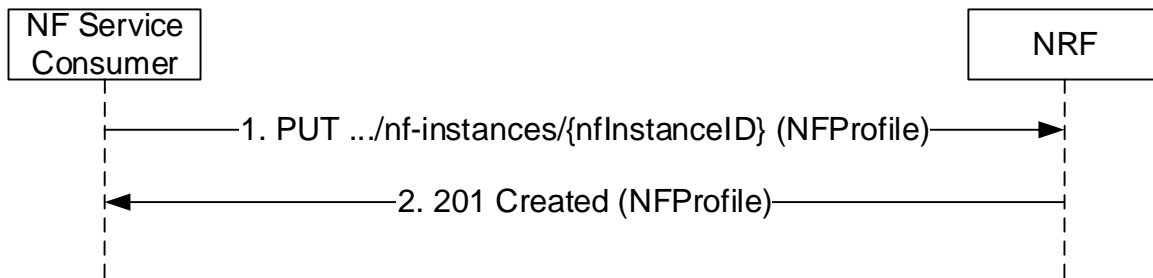 NF Service
Consumer
NRF
1. PUT .../nf-instances/{nfInstanceID} (NFProfile)
2. 201 Created (NFProfile)